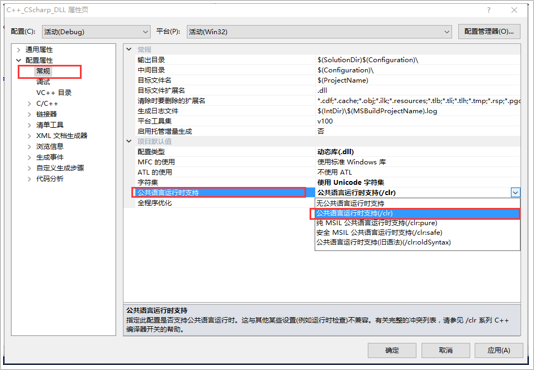 C++_CScharp_DLL 属性页
配置(C): 活动(Debug) 平台(P): 活动(Win32) 配置管理器(O)...
通用属性
配置属性
常规
调试
VC++ 目录
C/C++
链接器
清单工具
XML 文档生成器
浏览信息
生成事件
自定义生成步骤
代码分析
常规
输出目录 $(SolutionDir)$(Configuration)\
中间目录 $(Configuration)\
目标文件名 $(ProjectName)
目标文件扩展名 .dll
清除时要删除的扩展名 *.cdf;*.cache;*.obj;*.ilk;*.resources;*.tlb;*.tli;*.tlh;*.tmp;*.rsp;*.pgc
生成日志文件 $(IntDir)\$(MSBuildProjectName).log
平台工具集 v100
启用托管增量生成 否
项目默认值
配置类型 动态库(.dll)
MFC 的使用 使用标准 Windows 库
ATL 的使用 不使用 ATL
字符集 使用 Unicode 字符集
公共语言运行时支持 公共语言运行时支持(/clr)
全程序优化 无公共语言运行时支持
公共语言运行时支持(/clr)
纯 MSIL 公共语言运行时支持(/clr:pure)
安全 MSIL 公共语言运行时支持(/clr:safe)
公共语言运行时支持(旧语法)(/clr:oldSyntax)
公共语言运行时支持
指定此配置是否支持公共语言运行时。这与其他某些设置(例如运行时检查)不兼容。有关完整的冲突列表，请参见 /clr 系列 C++
编译器开关的帮助。
确定 取消 应用(A)